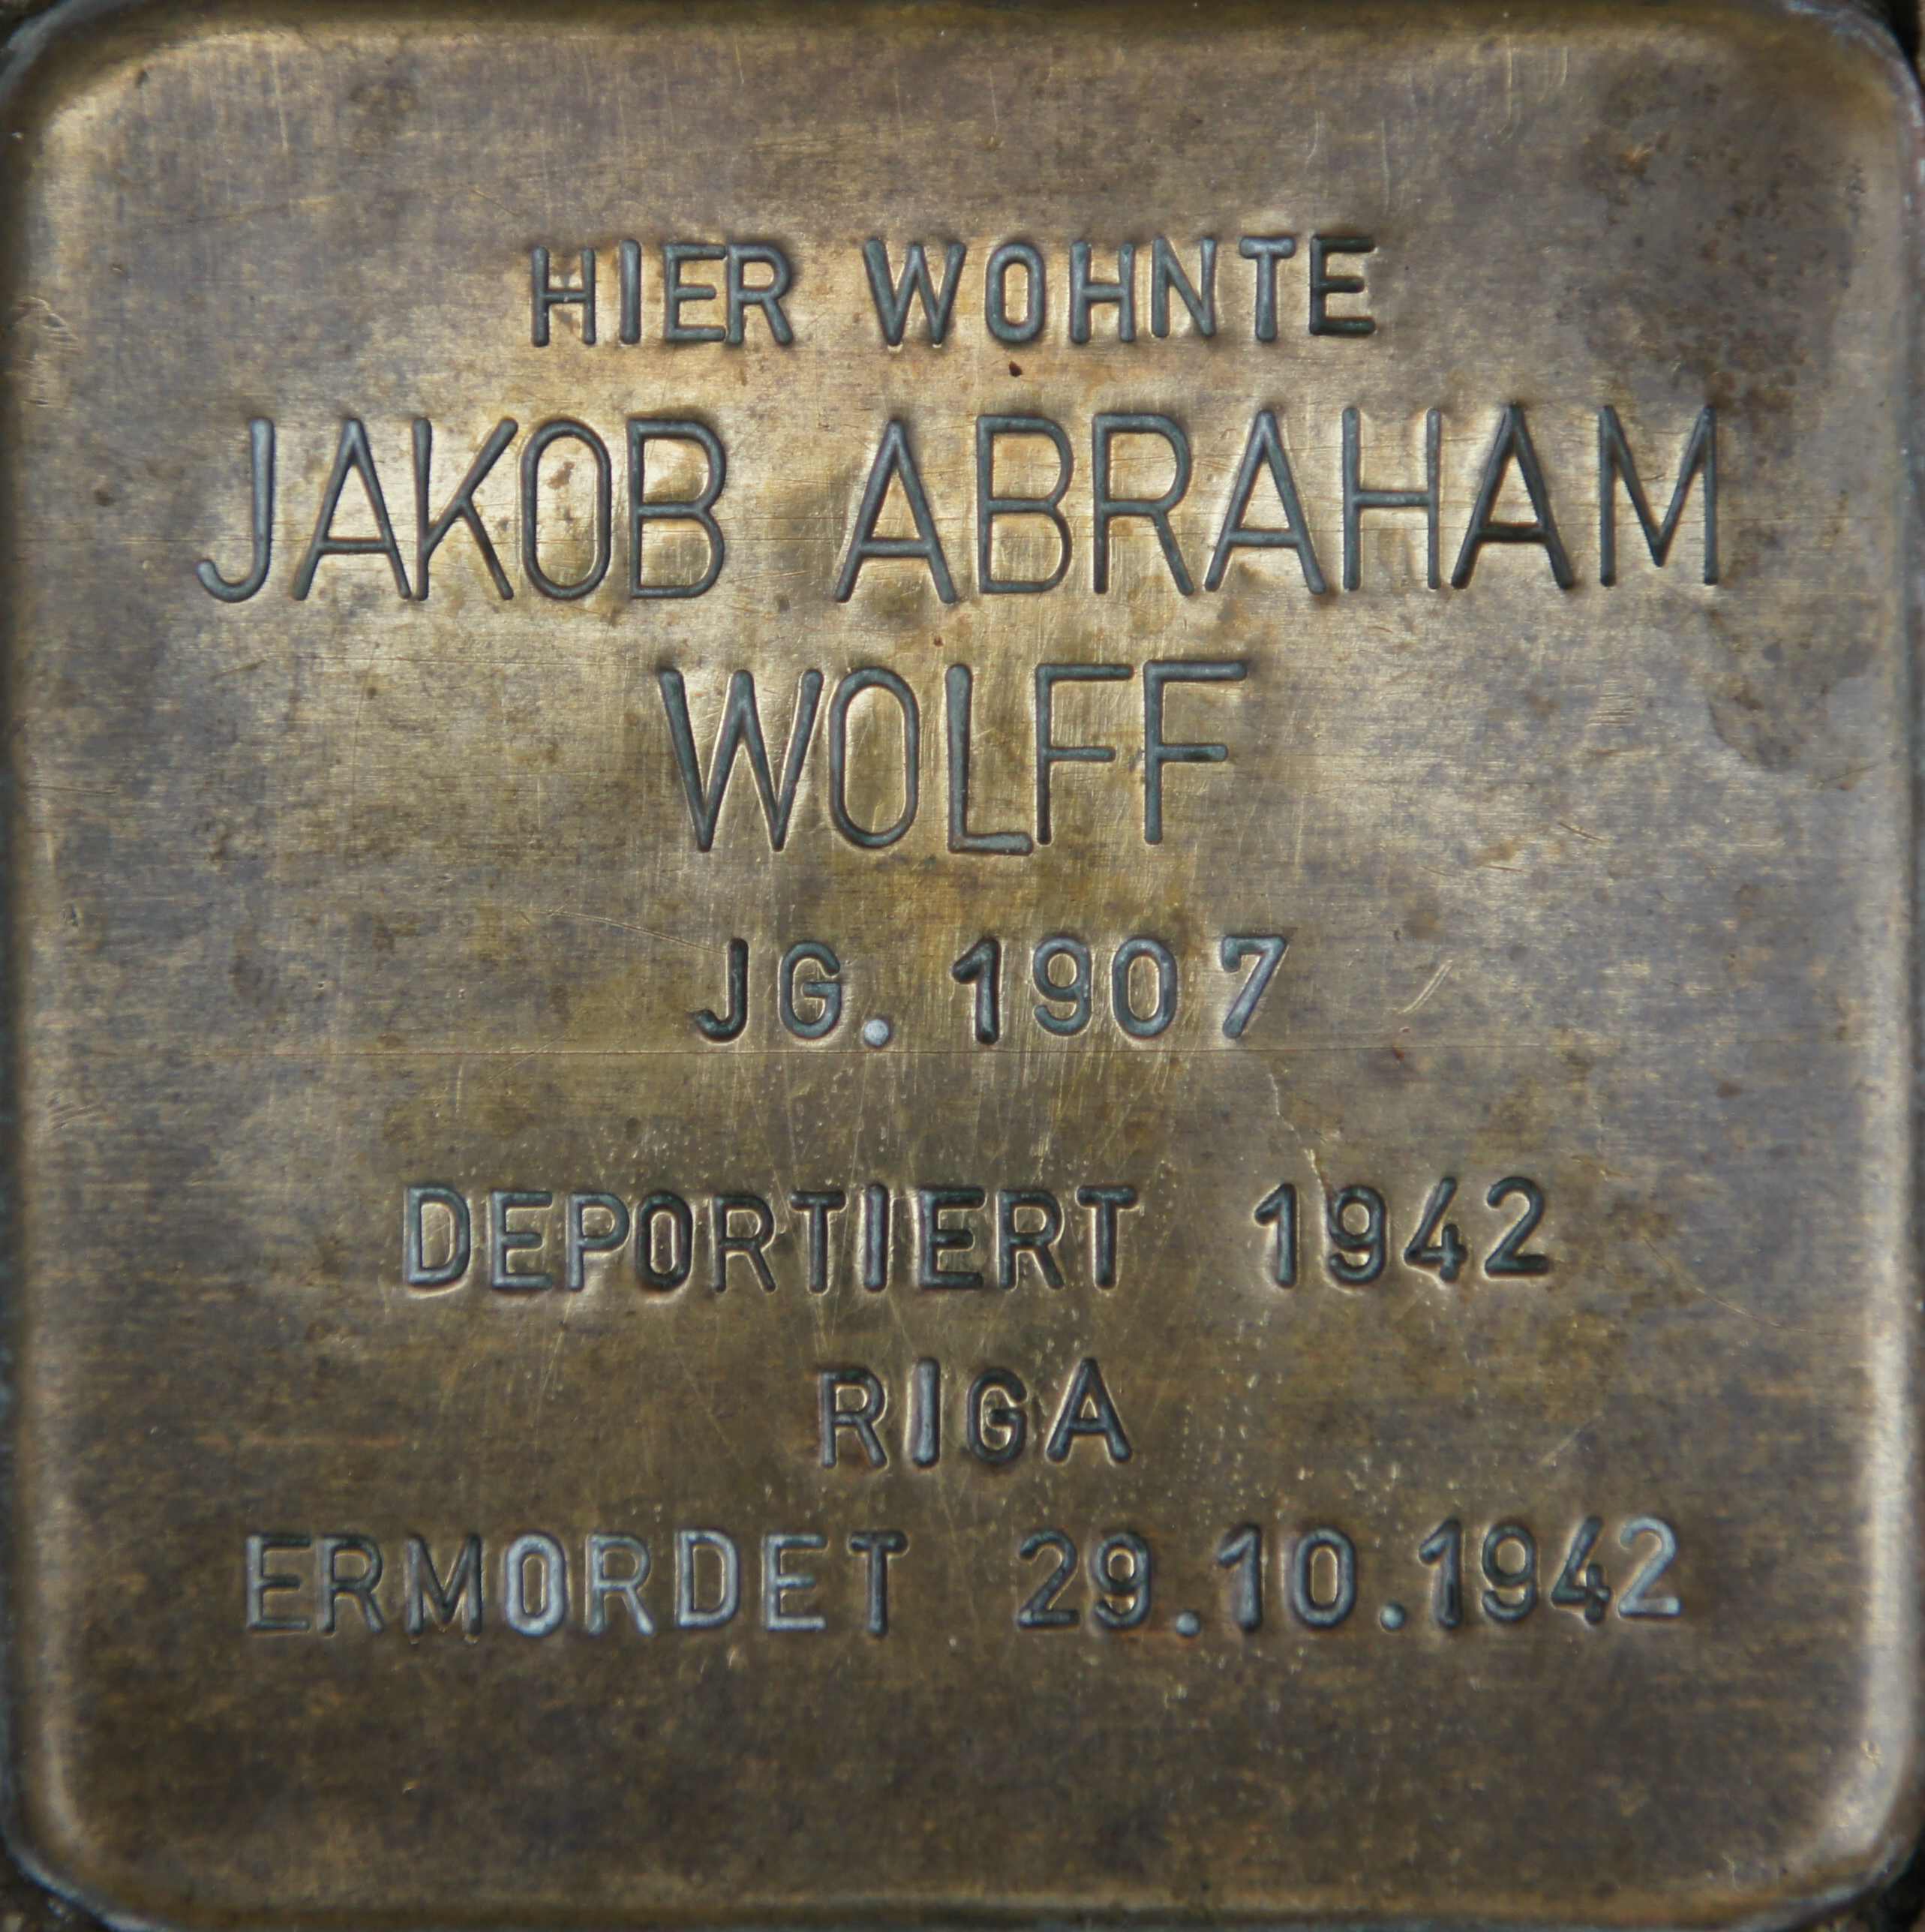 HIER WOHNTE
JAKOB ABRAHAM
WOLFF
JG. 1907
DEPORTIERT 1942
RIGA
ERMORDET 29.10.1942